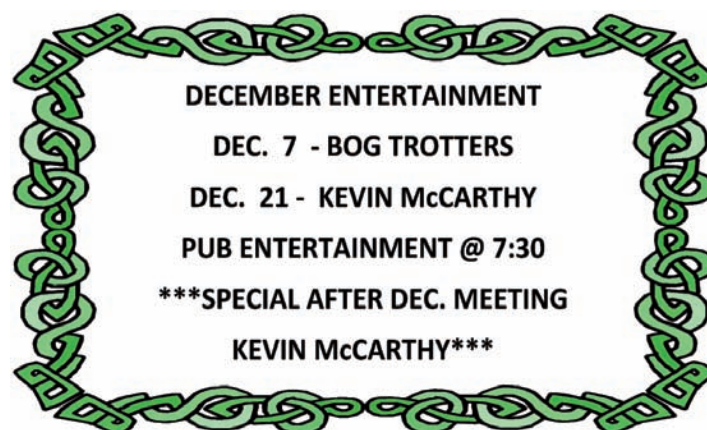 DECEMBER ENTERTAINMENT
DEC. 7 - BOG TROTTERS
DEC. 21 - KEVIN McCARTHY
PUB ENTERTAINMENT @ 7:30
***SPECIAL AFTER DEC. MEETING
KEVIN McCARTHY***